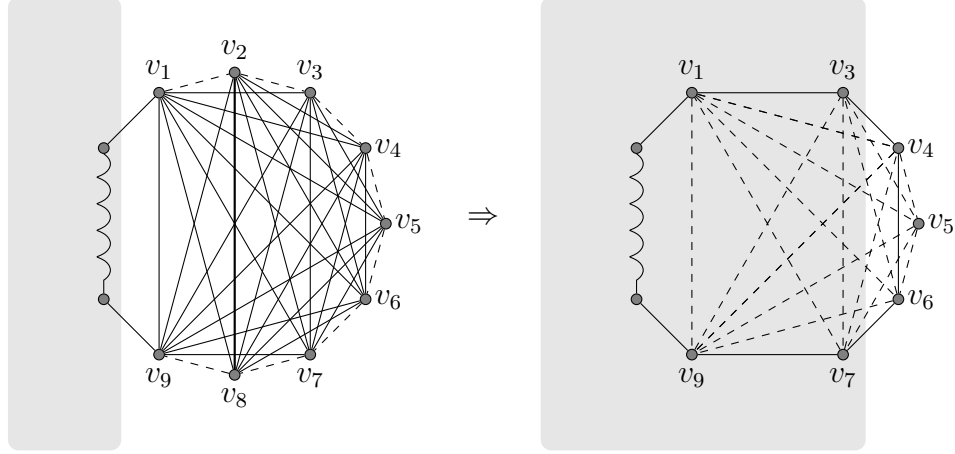 v₁ v₂ v₃ v₄ v₅ v₆ v₇ v₈ v₉
⇒
v₁ v₃ v₄ v₅ v₆ v₇ v₉